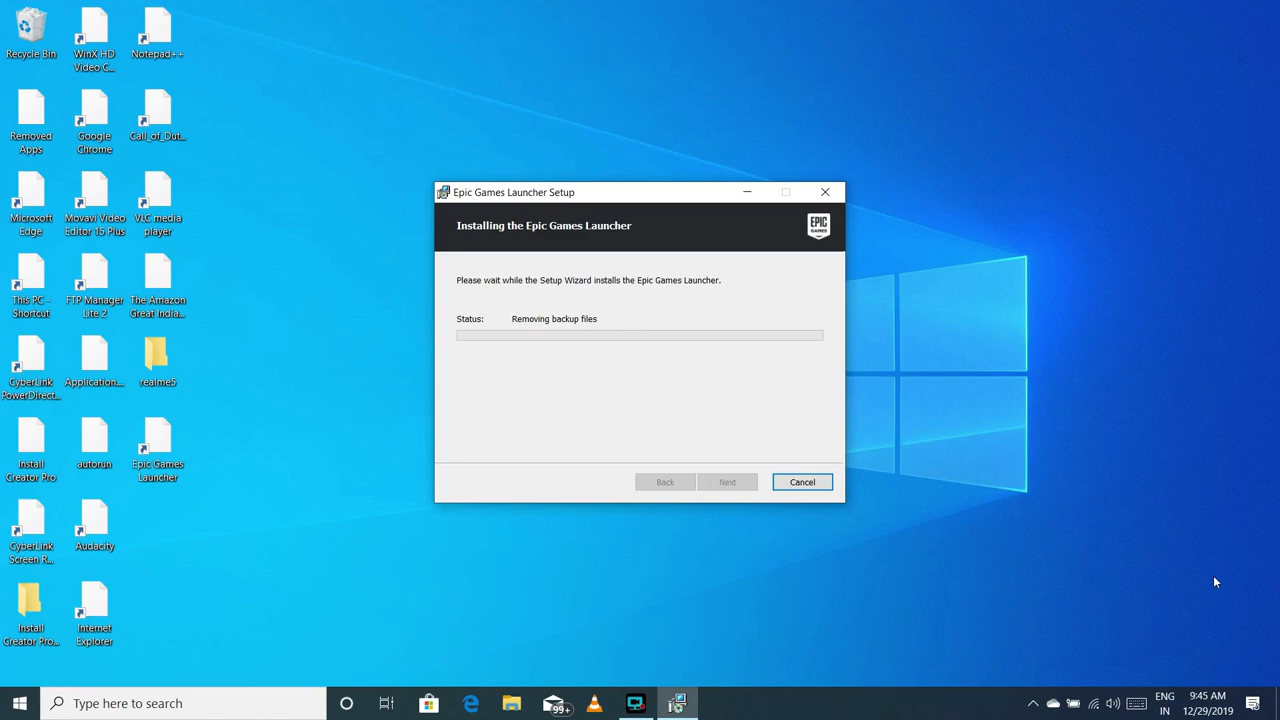 Recycle Bin
WinX HD
Video C...
Notepad++
Removed
Apps
Google
Chrome
Call_of_Dut...
Microsoft
Edge
Movavi Video
Editor 15 Plus
VLC media
player
This PC -
Shortcut
FTP Manager
Lite 2
The Amazon
Great India...
CyberLink
PowerDirect...
Application...
realme5
Install
Creator Pro
autorun
Epic Games
Launcher
CyberLink
Screen R...
Audacity
Install
Creator Pro...
Internet
Explorer
Epic Games Launcher Setup
Installing the Epic Games Launcher
EPIC
GAMES
Please wait while the Setup Wizard installs the Epic Games Launcher.
Status: Removing backup files
Back Next Cancel
Type here to search
99+
ENG
IN
9:45 AM
12/29/2019